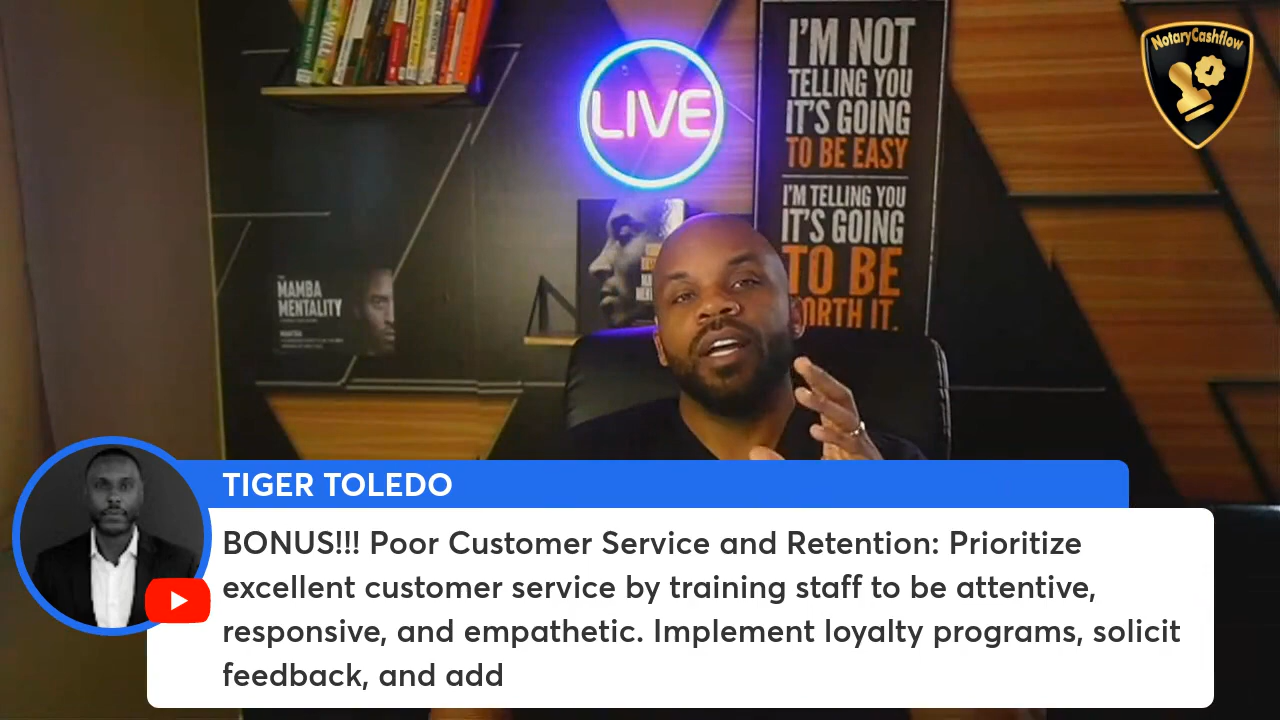 NotaryCashflow
LIVE
I'M NOT
TELLING YOU
IT'S GOING
TO BE EASY
I'M TELLING YOU
IT'S GOING
TO BE
WORTH IT.
MAMBA
MENTALITY
TIGER TOLEDO
BONUS!!! Poor Customer Service and Retention: Prioritize
excellent customer service by training staff to be attentive,
responsive, and empathetic. Implement loyalty programs, solicit
feedback, and add